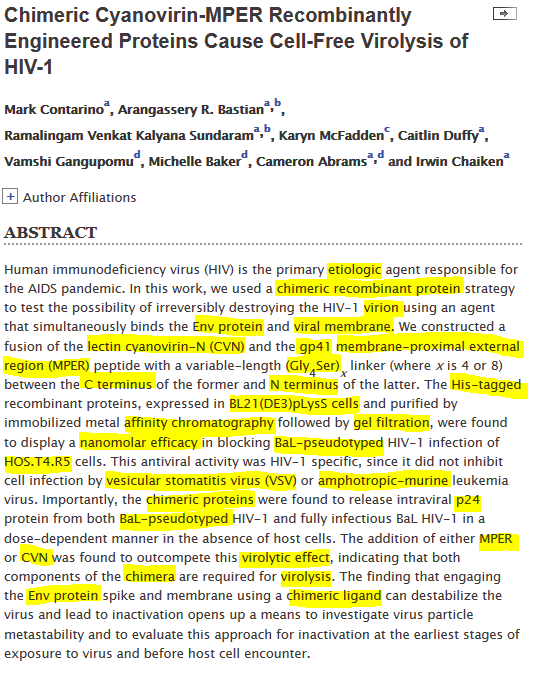 Chimeric Cyanovirin-MPER Recombinantly
Engineered Proteins Cause Cell-Free Virolysis of
HIV-1
Mark Contarinoa, Arangassery R. Bastiana,b,
Ramalingam Venkat Kalyana Sundarama,b, Karyn McFaddenc, Caitlin Duffya,
Vamshi Gangupomud, Michelle Bakerd, Cameron Abramsa,d and Irwin Chaikena
+ Author Affiliations
ABSTRACT
Human immunodeficiency virus (HIV) is the primary etiologic agent responsible for
the AIDS pandemic. In this work, we used a chimeric recombinant protein strategy
to test the possibility of irreversibly destroying the HIV-1 virion using an agent
that simultaneously binds the Env protein and viral membrane. We constructed a
fusion of the lectin cyanovirin-N (CVN) and the gp41 membrane-proximal external
region (MPER) peptide with a variable-length (Gly4Ser)x linker (where x is 4 or 8)
between the C terminus of the former and N terminus of the latter. The His-tagged
recombinant proteins, expressed in BL21(DE3)pLysS cells and purified by
immobilized metal affinity chromatography followed by gel filtration, were found
to display a nanomolar efficacy in blocking BaL-pseudotyped HIV-1 infection of
HOS.T4.R5 cells. This antiviral activity was HIV-1 specific, since it did not inhibit
cell infection by vesicular stomatitis virus (VSV) or amphotropic-murine leukemia
virus. Importantly, the chimeric proteins were found to release intraviral p24
protein from both BaL-pseudotyped HIV-1 and fully infectious BaL HIV-1 in a
dose-dependent manner in the absence of host cells. The addition of either MPER
or CVN was found to outcompete this virolytic effect, indicating that both
components of the chimera are required for virolysis. The finding that engaging
the Env protein spike and membrane using a chimeric ligand can destabilize the
virus and lead to inactivation opens up a means to investigate virus particle
metastability and to evaluate this approach for inactivation at the earliest stages of
exposure to virus and before host cell encounter.